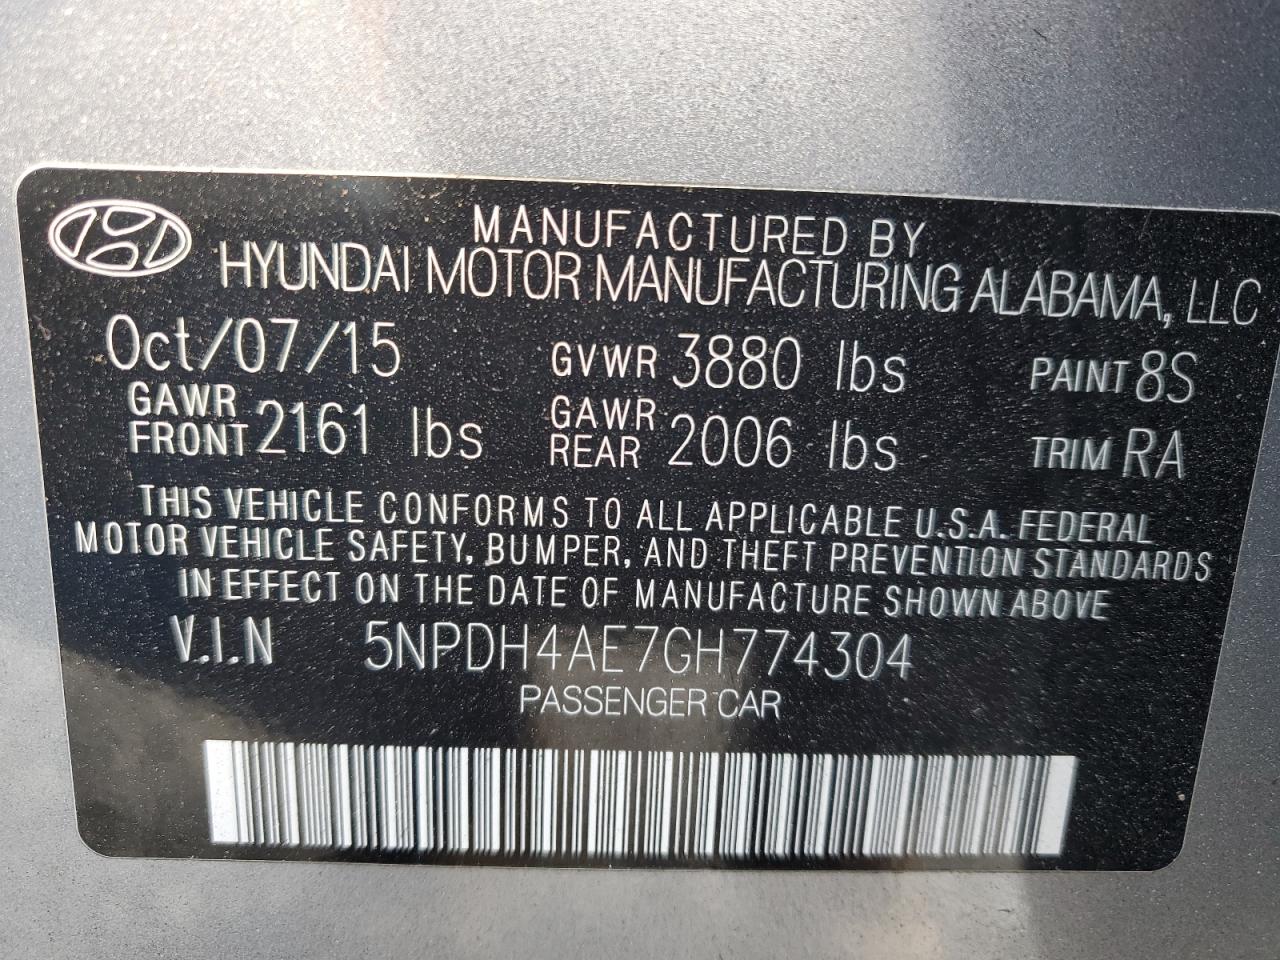 MANUFACTURED BY
HYUNDAI MOTOR MANUFACTURING ALABAMA, LLC
Oct/07/15 GVWR 3880 lbs PAINT 8S
GAWR FRONT 2161 lbs GAWR REAR 2006 lbs TRIM RA
THIS VEHICLE CONFORMS TO ALL APPLICABLE U.S.A. FEDERAL
MOTOR VEHICLE SAFETY, BUMPER, AND THEFT PREVENTION STANDARDS
IN EFFECT ON THE DATE OF MANUFACTURE SHOWN ABOVE
V.I.N 5NPDH4AE7GH774304
PASSENGER CAR